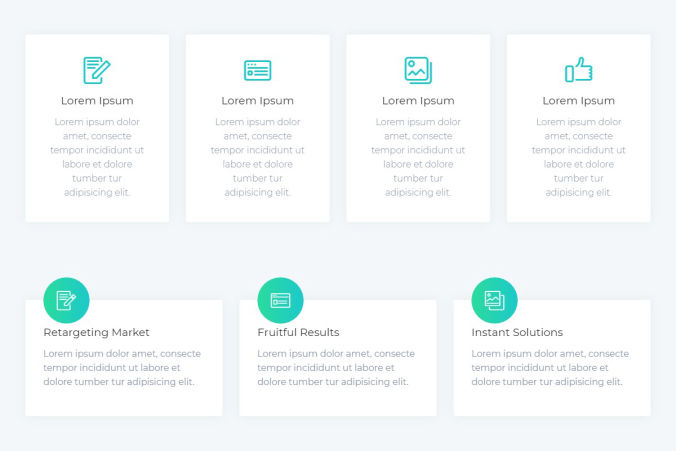 Lorem Ipsum
Lorem ipsum dolor
amet, consecte
tempor incididunt ut
labore et dolore
tumber tur
adipisicing elit.
Lorem Ipsum
Lorem ipsum dolor
amet, consecte
tempor incididunt ut
labore et dolore
tumber tur
adipisicing elit.
Lorem Ipsum
Lorem ipsum dolor
amet, consecte
tempor incididunt ut
labore et dolore
tumber tur
adipisicing elit.
Lorem Ipsum
Lorem ipsum dolor
amet, consecte
tempor incididunt ut
labore et dolore
tumber tur
adipisicing elit.
Retargeting Market
Lorem ipsum dolor amet, consecte
tempor incididunt ut labore et
dolore tumber tur adipisicing elit.
Fruitful Results
Lorem ipsum dolor amet, consecte
tempor incididunt ut labore et
dolore tumber tur adipisicing elit.
Instant Solutions
Lorem ipsum dolor amet, consecte
tempor incididunt ut labore et
dolore tumber tur adipisicing elit.